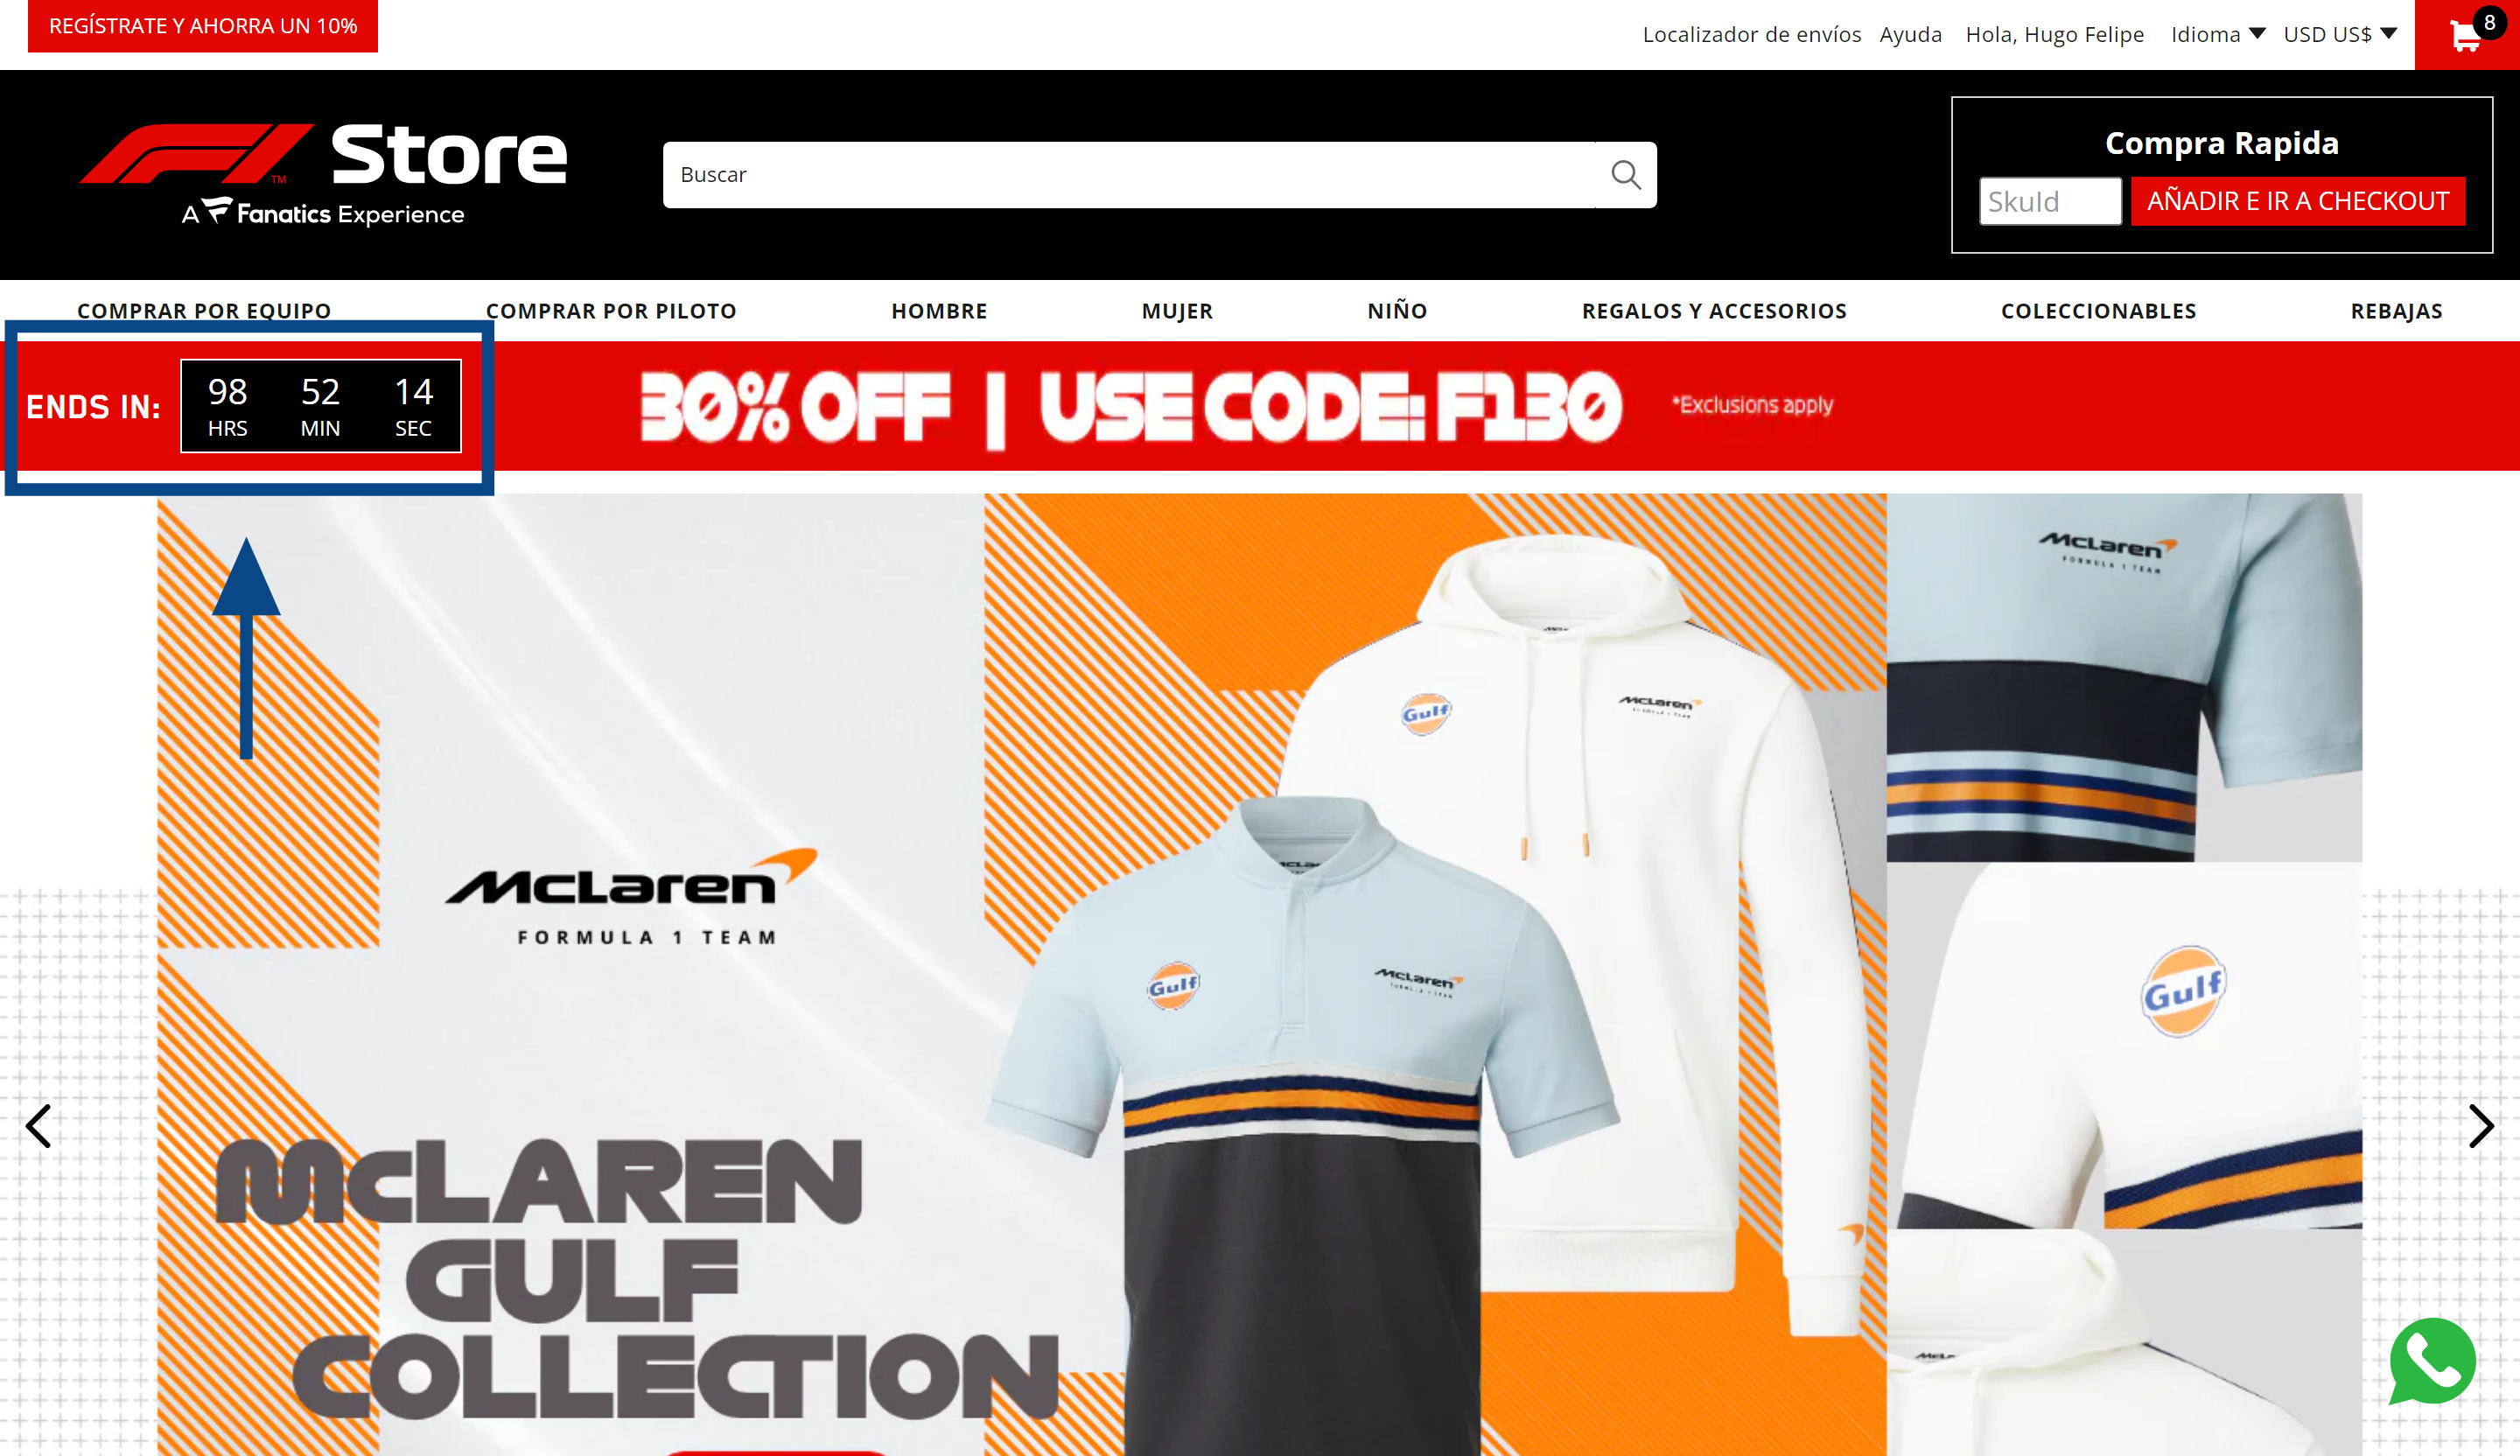 REGÍSTRATE Y AHORRA UN 10%
Localizador de envíos Ayuda Hola, Hugo Felipe Idioma USD US$ 8
F1 Store
TM
A Fanatics Experience
Buscar
Compra Rapida
SkuId AÑADIR E IR A CHECKOUT
COMPRAR POR EQUIPO COMPRAR POR PILOTO HOMBRE MUJER NIÑO REGALOS Y ACCESORIOS COLECCIONABLES REBAJAS
ENDS IN: 98 HRS 52 MIN 14 SEC
30% OFF | USE CODE: F130 *Exclusions apply
McLaren
FORMULA 1 TEAM
McLAREN
GULF
COLLECTION
Gulf
McLaren
Gulf
McLaren
McLaren
FORMULA 1 TEAM
Gulf